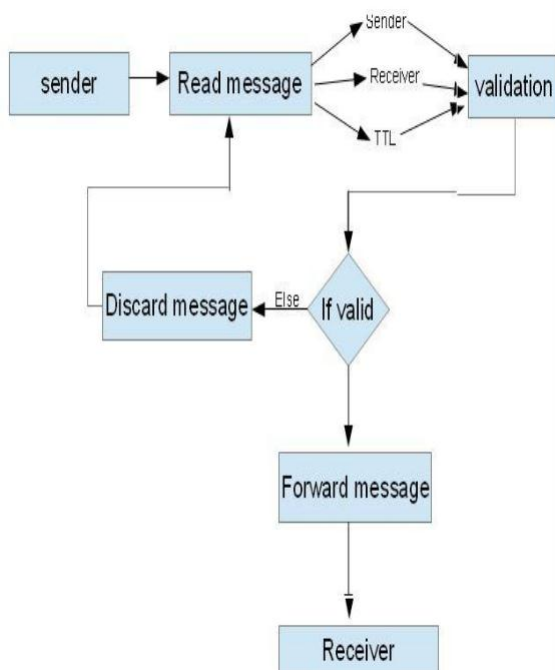 Sender
sender
Read message
Receiver
validation
TTL
Discard message
Else
If valid
Forward message
Receiver